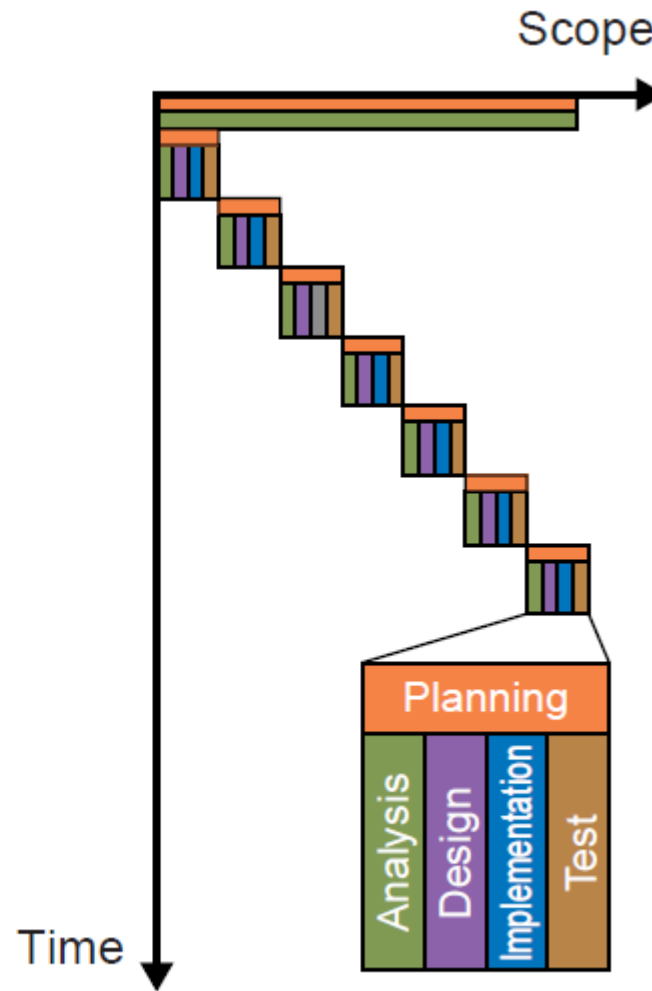 Scope
Planning
Analysis
Design
Implementation
Test
Time